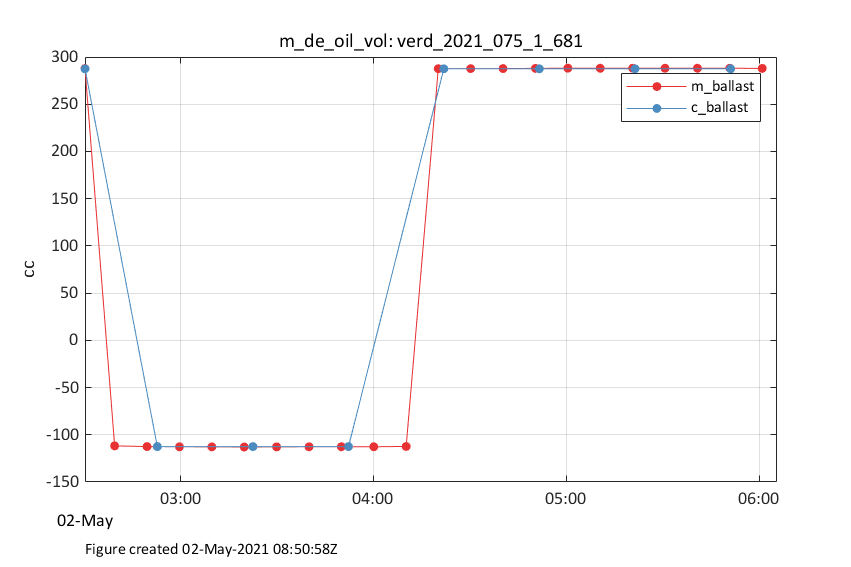 m_de_oil_vol: verd_2021_075_1_681
300
250
200
150
100
50
0
-50
-100
-150
cc
m_ballast
c_ballast
03:00
04:00
05:00
06:00
02-May
Figure created 02-May-2021 08:50:58Z